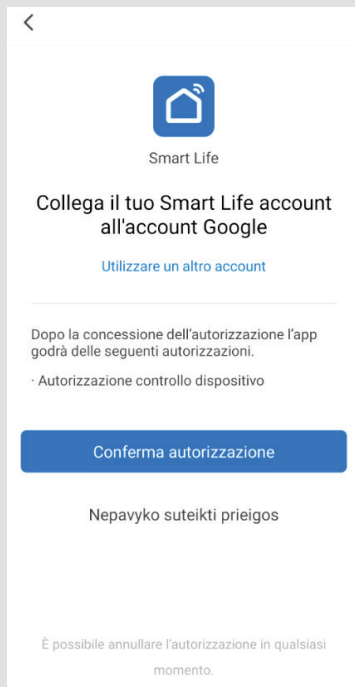 Smart Life
Collega il tuo Smart Life account
all'account Google
Utilizzare un altro account
Dopo la concessione dell'autorizzazione l'app
godrà delle seguenti autorizzazioni.
· Autorizzazione controllo dispositivo
Conferma autorizzazione
Nepavyko suteikti prieigos
È possibile annullare l'autorizzazione in qualsiasi
momento.